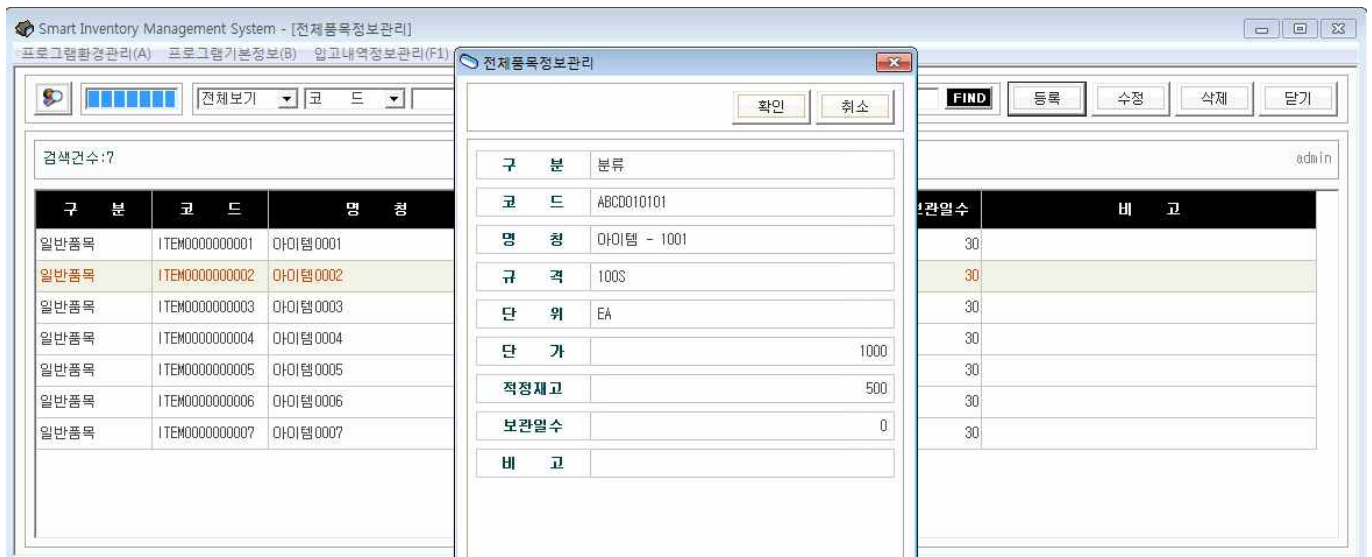 Smart Inventory Management System - [전체품목정보관리]
프로그램환경관리(A) 프로그램기본정보(B) 입고내역정보관리(F1)
전체보기 코 드 FIND 등록 수정 삭제 닫기
검색건수:7 admin
구 분 코 드 명 칭 보관일수 비 고
일반품목 ITEM0000000001 아이템0001 30
일반품목 ITEM0000000002 아이템0002 30
일반품목 ITEM0000000003 아이템0003 30
일반품목 ITEM0000000004 아이템0004 30
일반품목 ITEM0000000005 아이템0005 30
일반품목 ITEM0000000006 아이템0006 30
일반품목 ITEM0000000007 아이템0007 30
전체품목정보관리
확인 취소
구 분 분류
코 드 ABCD010101
명 칭 아이템 - 1001
규 격 100S
단 위 EA
단 가 1000
적정재고 500
보관일수 0
비 고